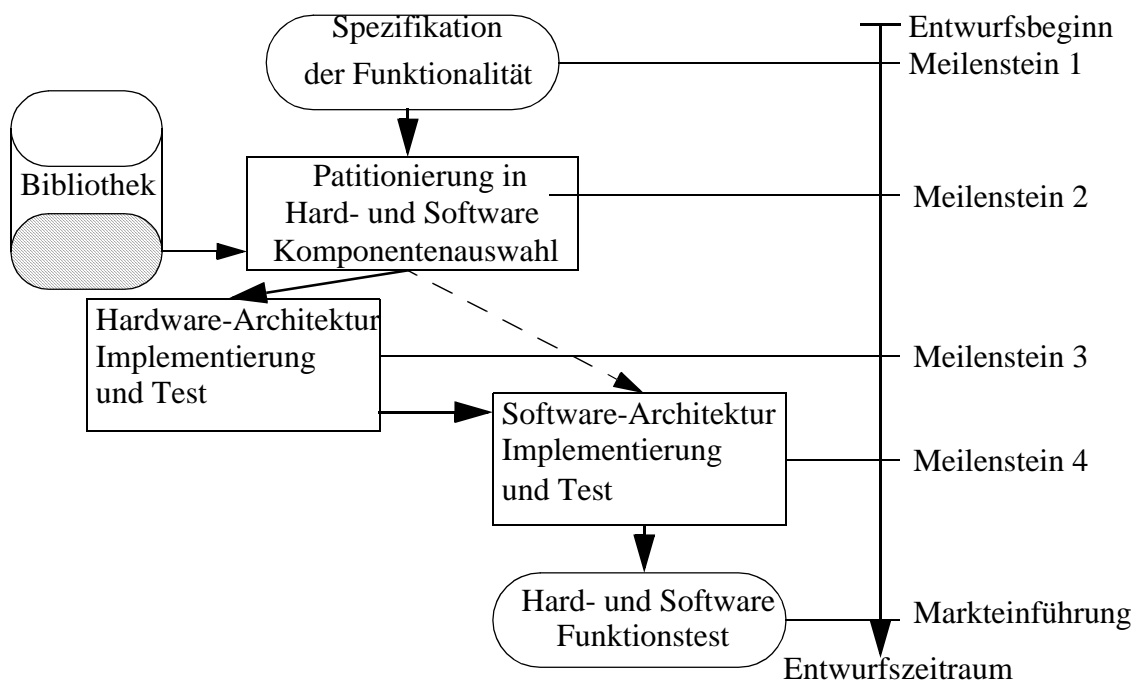 Spezifikation
der Funktionalität
Entwurfsbeginn
Meilenstein 1
Bibliothek
Patitionierung in
Hard- und Software
Komponentenauswahl
Meilenstein 2
Hardware-Architektur
Implementierung
und Test
Meilenstein 3
Software-Architektur
Implementierung
und Test
Meilenstein 4
Hard- und Software
Funktionstest
Markteinführung
Entwurfszeitraum